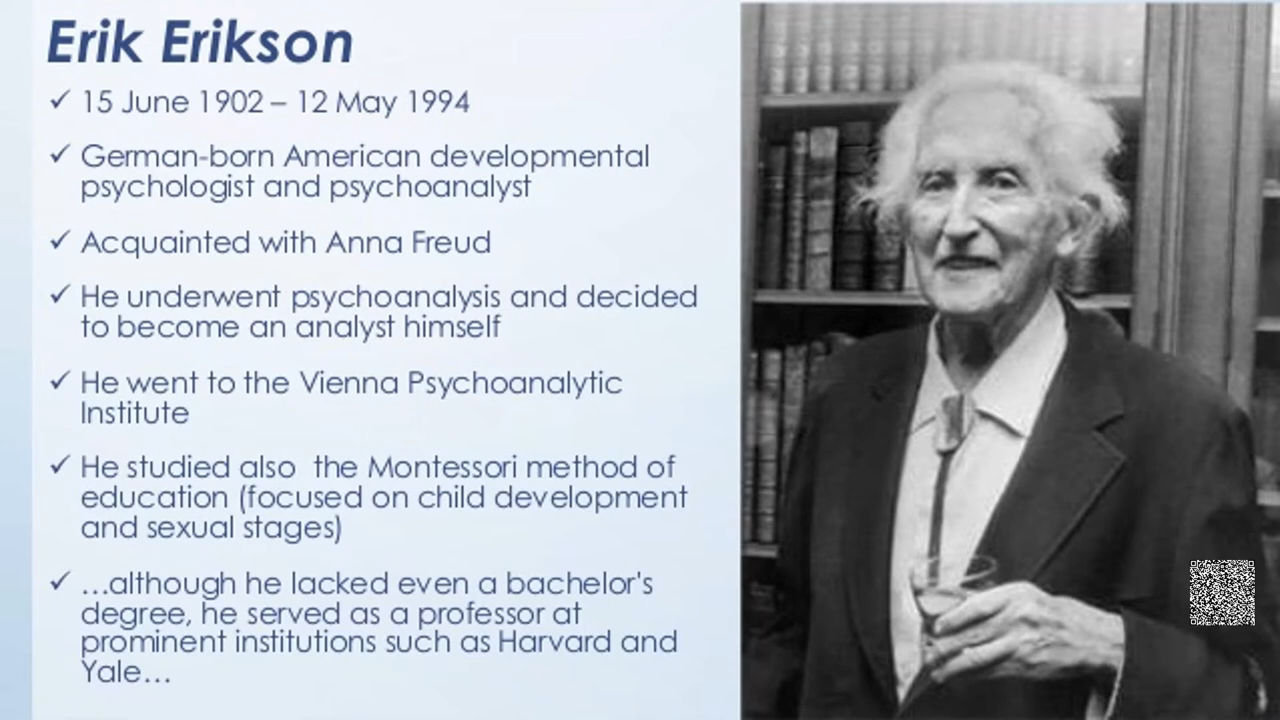 Erik Erikson
✓ 15 June 1902 – 12 May 1994
✓ German-born American developmental
psychologist and psychoanalyst
✓ Acquainted with Anna Freud
✓ He underwent psychoanalysis and decided
to become an analyst himself
✓ He went to the Vienna Psychoanalytic
Institute
✓ He studied also  the Montessori method of
education (focused on child development
and sexual stages)
✓ …although he lacked even a bachelor's
degree, he served as a professor at
prominent institutions such as Harvard and
Yale…